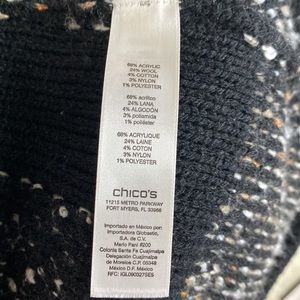 68% ACRYLIC
24% WOOL
4% COTTON
3% NYLON
1% POLYESTER
68% acrílico
24% LANA
4% ALGODÓN
3% poliamida
1% poliéster
68% ACRYLIQUE
24% LAINE
4% COTON
3% NYLON
1% POLYESTER
chico's
11215 METRO PARKWAY
FORT MYERS, FL 33966
Importado en México por:
Importadora Globastic,
S.A. de C.V.
Mario Pani #200
Colonia Santa Fe Cuajimalpa
Delegación Cuajimalpa
de Morelos C.P. 05348
México D.F. México